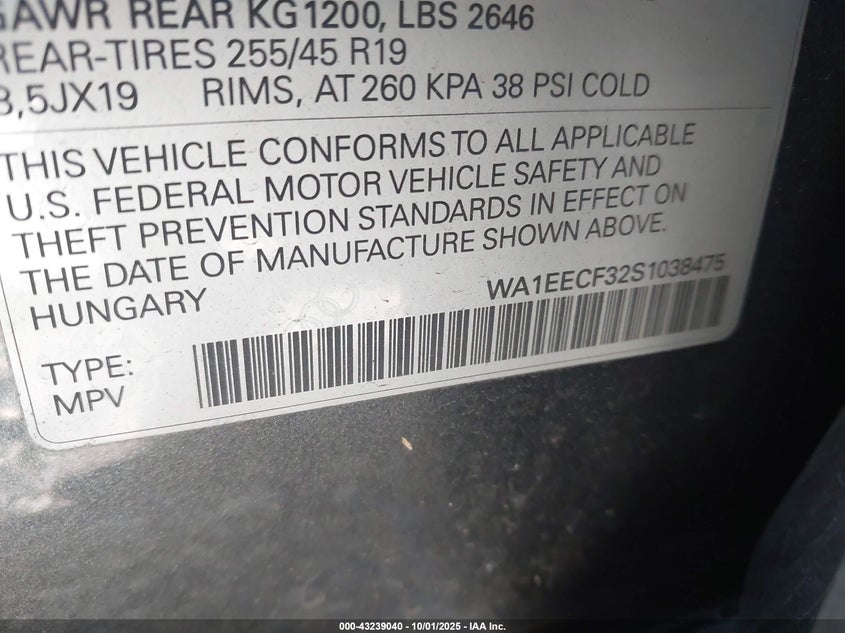 GAWR REAR KG1200, LBS 2646
REAR-TIRES 255/45 R19
8,5JX19 RIMS, AT 260 KPA 38 PSI COLD
THIS VEHICLE CONFORMS TO ALL APPLICABLE
U.S. FEDERAL MOTOR VEHICLE SAFETY AND
THEFT PREVENTION STANDARDS IN EFFECT ON
THE DATE OF MANUFACTURE SHOWN ABOVE.
HUNGARY WA1EECF32S1038475
TYPE:
MPV
000-43239040 - 10/01/2025 - IAA Inc.